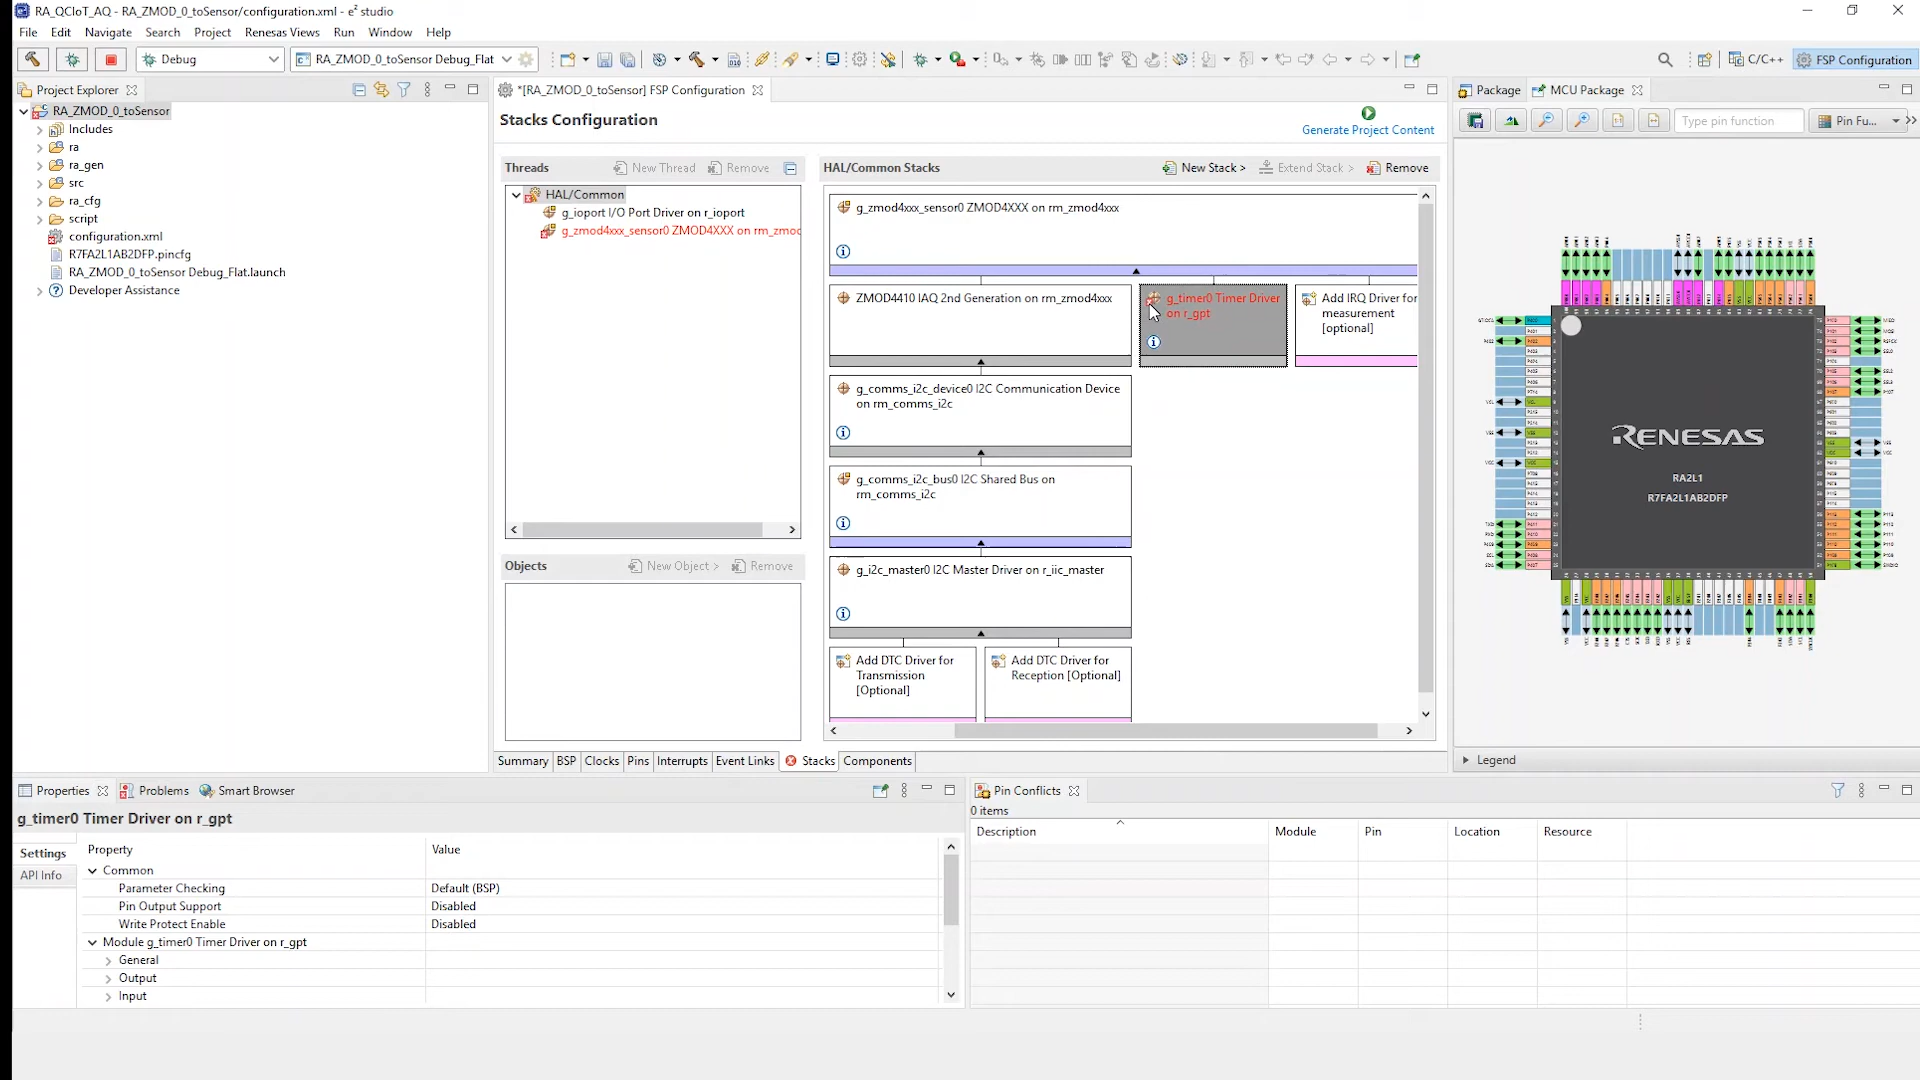 RA_QCIoT_AQ - RA_ZMOD_0_toSensor/configuration.xml - e² studio
File Edit Navigate Search Project Renesas Views Run Window Help
Debug
RA_ZMOD_0_toSensor Debug_Flat
C/C++
FSP Configuration
Project Explorer
RA_ZMOD_0_toSensor
Includes
ra
ra_gen
src
ra_cfg
script
configuration.xml
R7FA2L1AB2DFP.pincfg
RA_ZMOD_0_toSensor Debug_Flat.launch
Developer Assistance
*[RA_ZMOD_0_toSensor] FSP Configuration
Stacks Configuration
Generate Project Content
Threads
New Thread
Remove
HAL/Common
g_ioport I/O Port Driver on r_ioport
g_zmod4xxx_sensor0 ZMOD4XXX on rm_zmod
Objects
New Object >
Remove
HAL/Common Stacks
New Stack >
Extend Stack >
Remove
g_zmod4xxx_sensor0 ZMOD4XXX on rm_zmod4xxx
ZMOD4410 IAQ 2nd Generation on rm_zmod4xxx
g_timer0 Timer Driver
on r_gpt
Add IRQ Driver for
measurement
[optional]
g_comms_i2c_device0 I2C Communication Device
on rm_comms_i2c
g_comms_i2c_bus0 I2C Shared Bus on
rm_comms_i2c
g_i2c_master0 I2C Master Driver on r_iic_master
Add DTC Driver for
Transmission
[Optional]
Add DTC Driver for
Reception [Optional]
Summary BSP Clocks Pins Interrupts Event Links Stacks Components
Package
MCU Package
Type pin function
Pin Fu...
RENESAS
RA2L1
R7FA2L1AB2DFP
Legend
Properties
Problems
Smart Browser
g_timer0 Timer Driver on r_gpt
Settings
API Info
Property Value
Common
Parameter Checking Default (BSP)
Pin Output Support Disabled
Write Protect Enable Disabled
Module g_timer0 Timer Driver on r_gpt
General
Output
Input
Pin Conflicts
0 items
Description Module Pin Location Resource